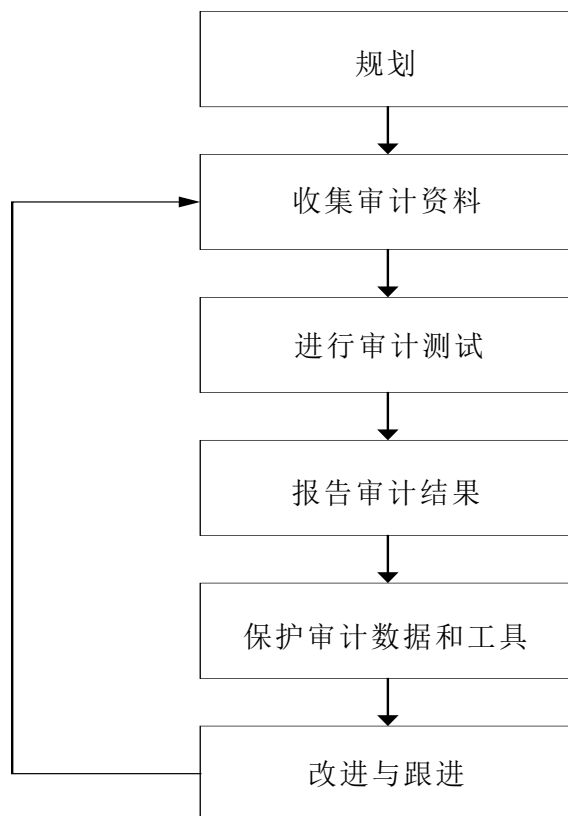 规划
收集审计资料
进行审计测试
报告审计结果
保护审计数据和工具
改进与跟进